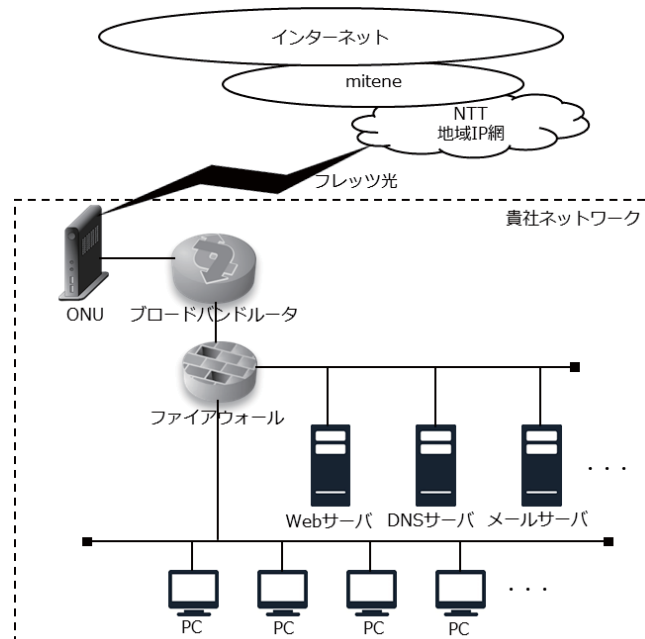 インターネット
mitene
NTT
地域IP網
フレッツ光
貴社ネットワーク
ONU
ブロードバンドルータ
ファイアウォール
Webサーバ
DNSサーバ
メールサーバ
・・・
PC
PC
PC
PC
・・・